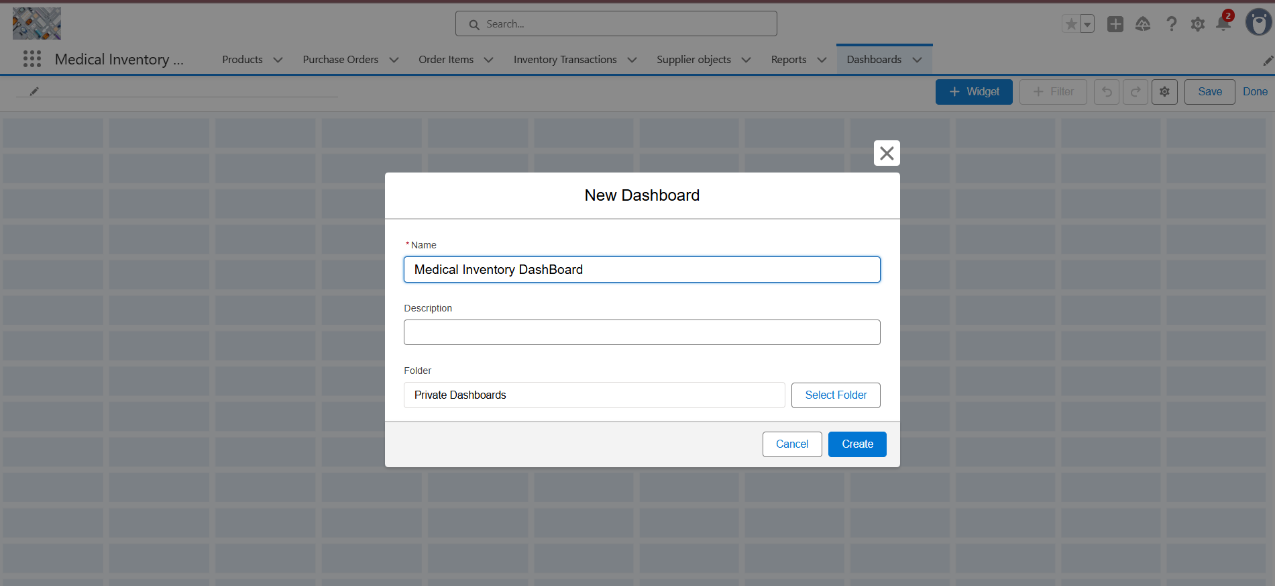 Search...
2
Medical Inventory ...
Products
Purchase Orders
Order Items
Inventory Transactions
Supplier objects
Reports
Dashboards
+ Widget
+ Filter
Save
Done
New Dashboard
* Name
Medical Inventory DashBoard
Description
Folder
Private Dashboards
Select Folder
Cancel
Create